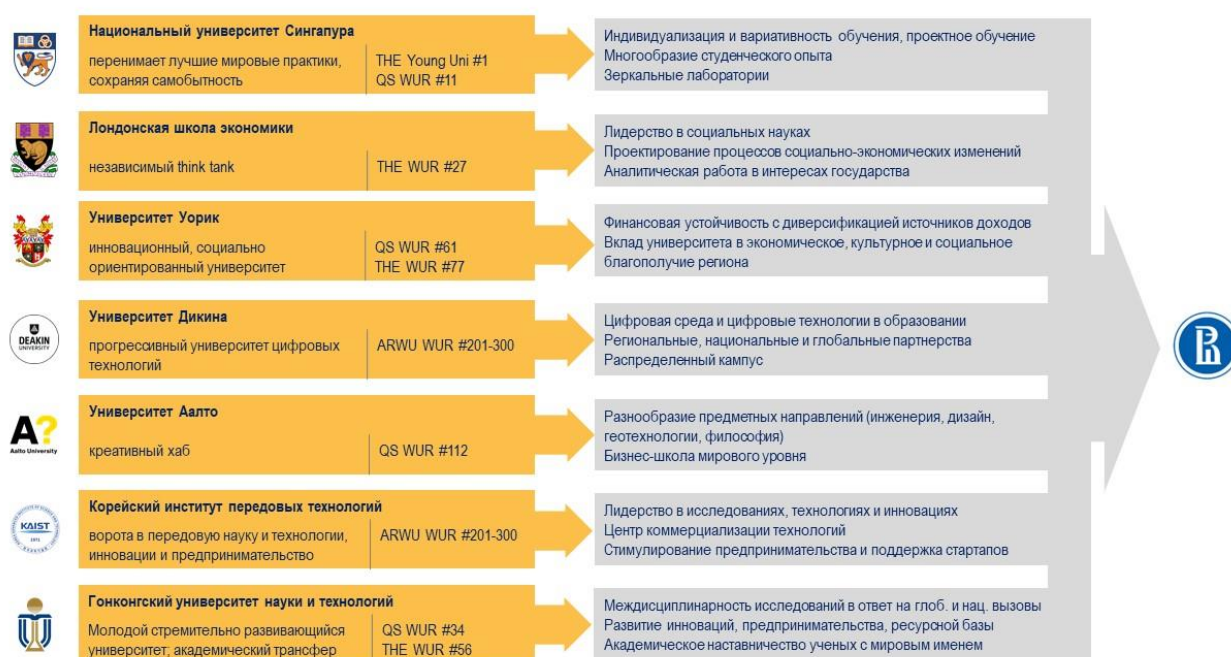 Национальный университет Сингапура
перенимает лучшие мировые практики,
сохраняя самобытность
THE Young Uni #1
QS WUR #11
Индивидуализация и вариативность обучения, проектное обучение
Многообразие студенческого опыта
Зеркальные лаборатории
Лондонская школа экономики
независимый think tank
THE WUR #27
Лидерство в социальных науках
Проектирование процессов социально-экономических изменений
Аналитическая работа в интересах государства
Университет Уорик
инновационный, социально
ориентированный университет
QS WUR #61
THE WUR #77
Финансовая устойчивость с диверсификацией источников доходов
Вклад университета в экономическое, культурное и социальное
благополучие региона
DEAKIN
UNIVERSITY
Университет Дикина
прогрессивный университет цифровых
технологий
ARWU WUR #201-300
Цифровая среда и цифровые технологии в образовании
Региональные, национальные и глобальные партнерства
Распределенный кампус
A?
Aalto University
Университет Аалто
креативный хаб
QS WUR #112
Разнообразие предметных направлений (инженерия, дизайн,
геотехнологии, философия)
Бизнес-школа мирового уровня
KAIST
Корейский институт передовых технологий
ворота в передовую науку и технологии,
инновации и предпринимательство
ARWU WUR #201-300
Лидерство в исследованиях, технологиях и инновациях
Центр коммерциализации технологий
Стимулирование предпринимательства и поддержка стартапов
Гонконгский университет науки и технологий
Молодой стремительно развивающийся
университет; академический трансфер
QS WUR #34
THE WUR #56
Междисциплинарность исследований в ответ на глоб. и нац. вызовы
Развитие инноваций, предпринимательства, ресурсной базы
Академическое наставничество ученых с мировым именем